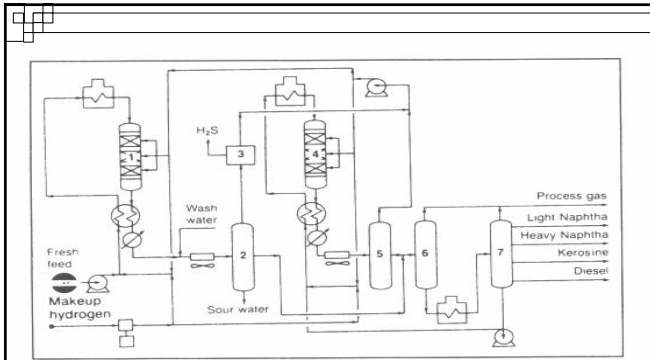 H₂S
1
3
4
Wash
water
2
5
6
7
Process gas
Light Naphtha
Heavy Naphtha
Kerosine
Diesel
Fresh
feed
Makeup
hydrogen
Sour water